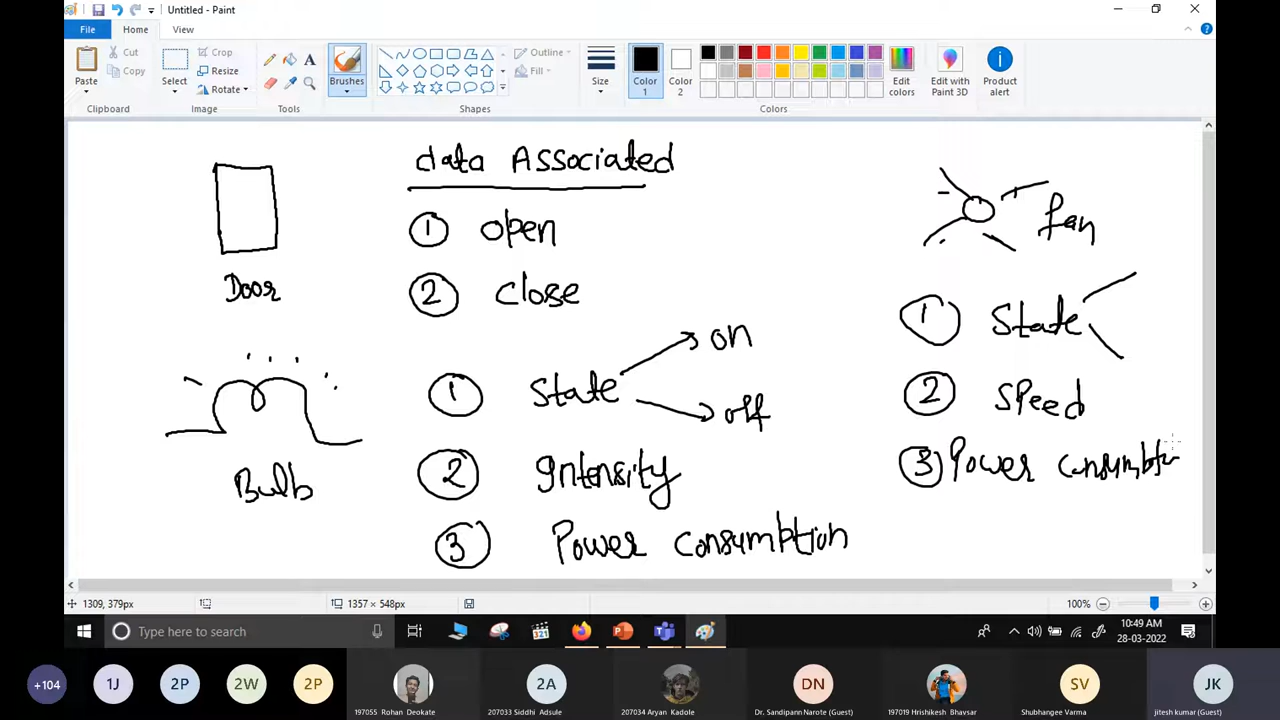 Untitled - Paint
File
Home
View
Paste
Cut
Copy
Clipboard
Select
Crop
Resize
Rotate
Image
A
Tools
Brushes
Shapes
Outline
Fill
Size
Color 1
Color 2
Edit colors
Colors
Edit with Paint 3D
Product alert
data Associated
1 open
2 close
Door
fan
1 State
on
off
2 Intensity
3 Power consumption
Bulb
1 State
2 Speed
3 Power
1309, 379px
1357 × 548px
100%
Type here to search
321
10:49 AM
28-03-2022
+104
1J
2P
2W
2P
197055 Rohan Deokate
2A
207033 Siddhi Adsule
207034 Aryan Kadole
DN
Dr. Sandipann Narote (Guest)
197019 Hrishikesh Bhavsar
SV
Shubhangee Varma
JK
jitesh kumar (Guest)